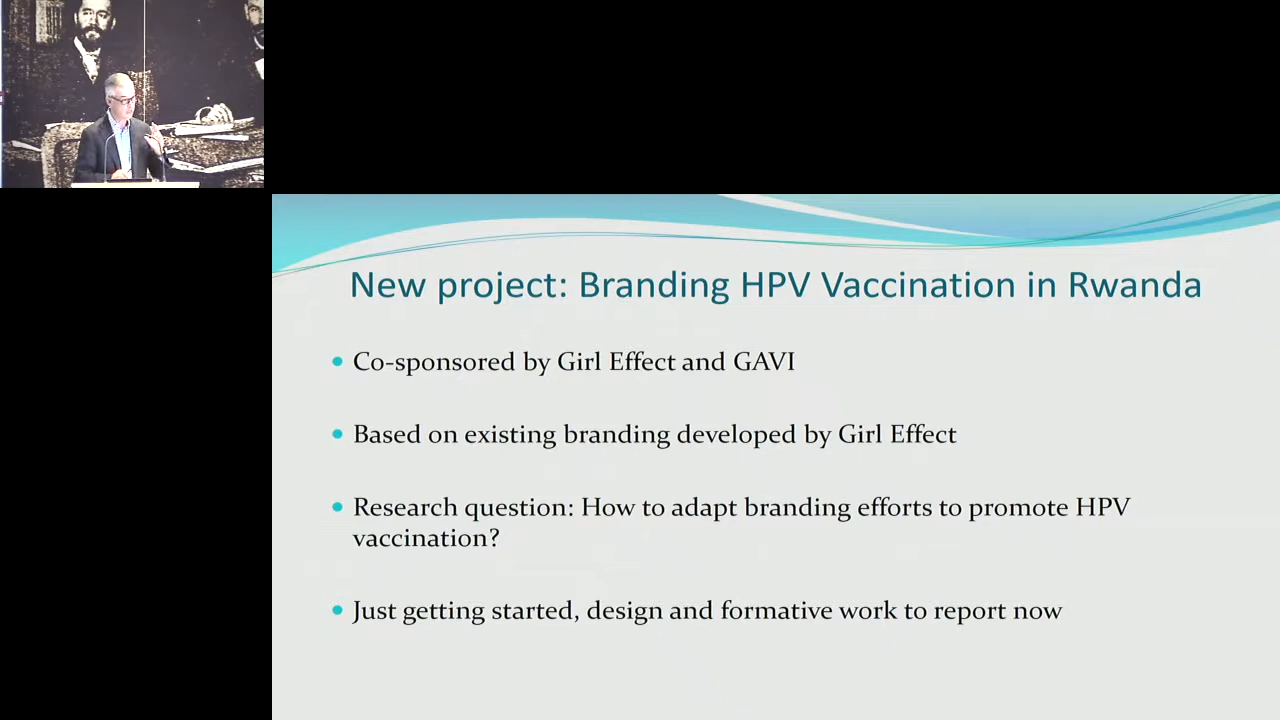 New project: Branding HPV Vaccination in Rwanda
• Co-sponsored by Girl Effect and GAVI
• Based on existing branding developed by Girl Effect
• Research question: How to adapt branding efforts to promote HPV
vaccination?
• Just getting started, design and formative work to report now